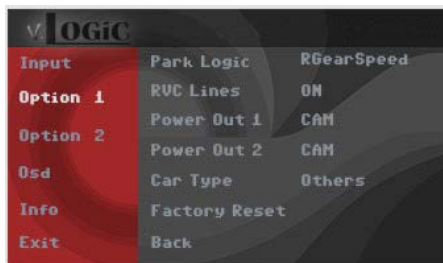 V.LOGiC
Input
Option 1
Option 2
Osd
Info
Exit
Park Logic RGearSpeed
RVC Lines ON
Power Out 1 CAM
Power Out 2 CAM
Car Type Others
Factory Reset
Back